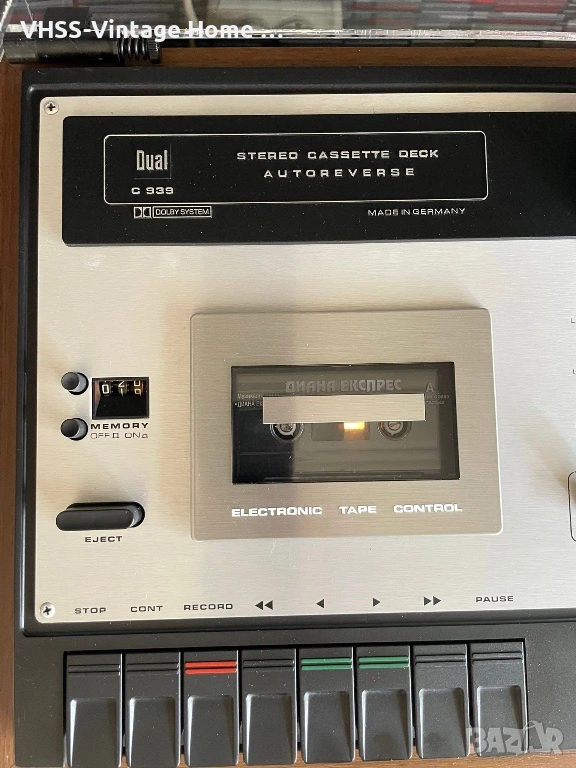 VHSS-Vintage Home ...
Dual
C 939
STEREO CASSETTE DECK
AUTOREVERSE
DOLBY SYSTEM
MADE IN GERMANY
ДИАНА ЕКСПРЕС
A
MEMORY
OFF ON
ELECTRONIC TAPE CONTROL
EJECT
STOP CONT RECORD ◀◀ ◀ ▶ ▶▶ PAUSE
BAZAR